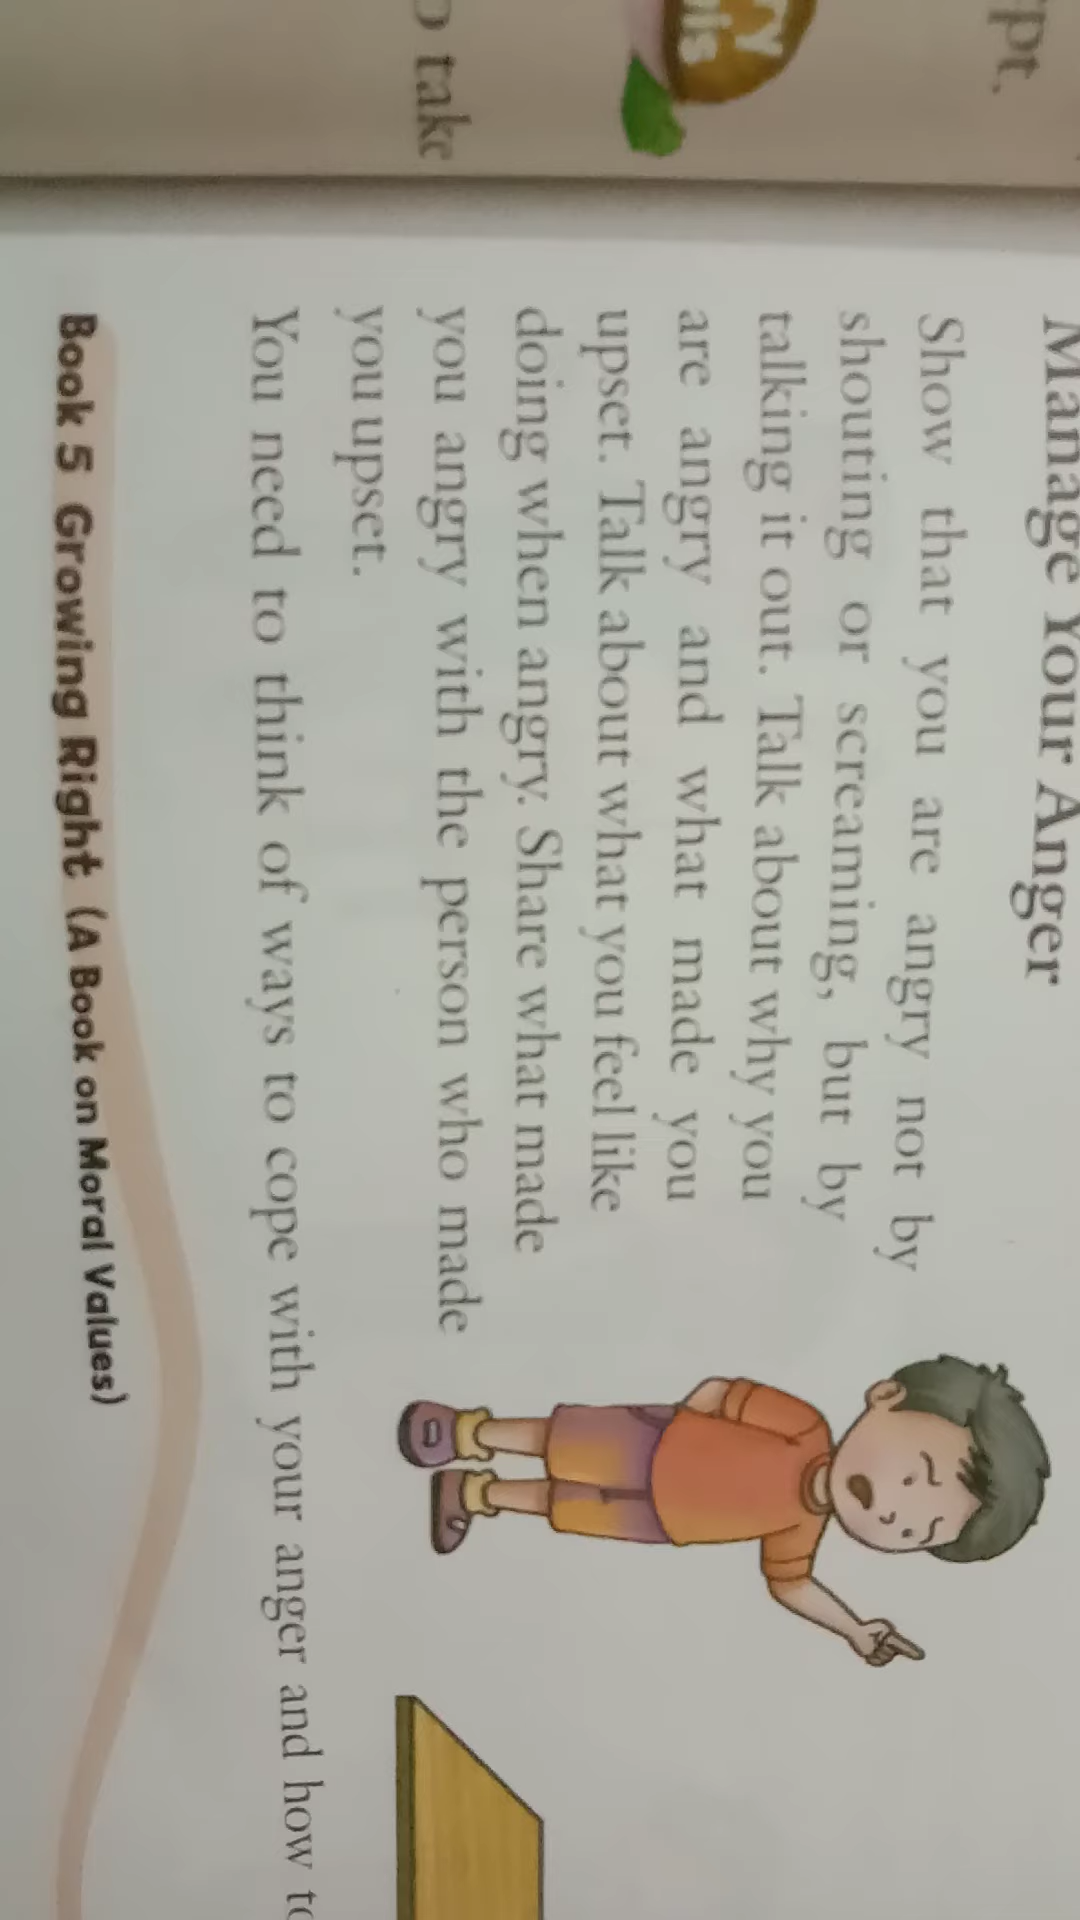 pt.
take
Manage Your Anger
Show that you are angry not by
shouting or screaming, but by
talking it out. Talk about why you
are angry and what made you
upset. Talk about what you feel like
doing when angry. Share what made
you angry with the person who made
you upset.
You need to think of ways to cope with your anger and how to
Book 5 Growing Right (A Book on Moral Values)